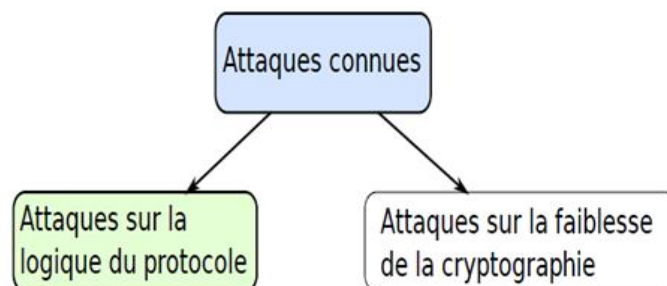 Attaques connues
Attaques sur la
logique du protocole
Attaques sur la faiblesse
de la cryptographie